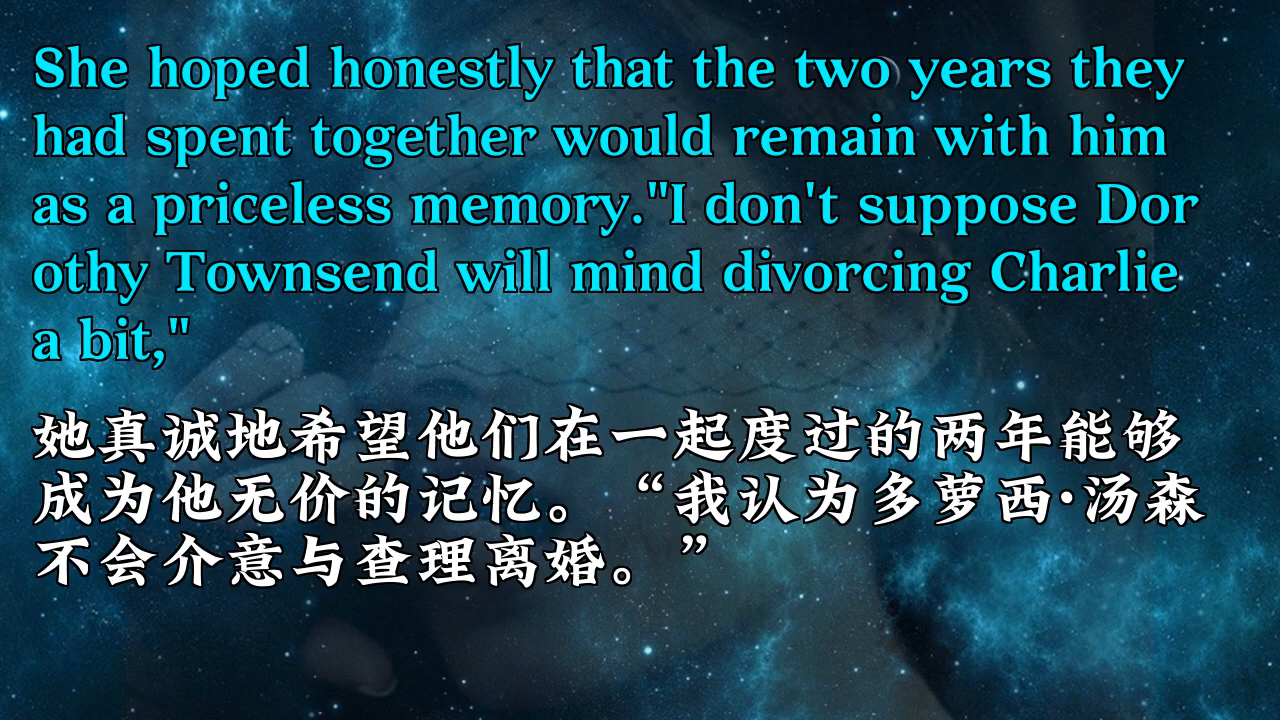 She hoped honestly that the two years they
had spent together would remain with him
as a priceless memory."I don't suppose Dor
othy Townsend will mind divorcing Charlie
a bit,"
她真诚地希望他们在一起度过的两年能够
成为他无价的记忆。 “我认为多萝西·汤森
不会介意与查理离婚。”